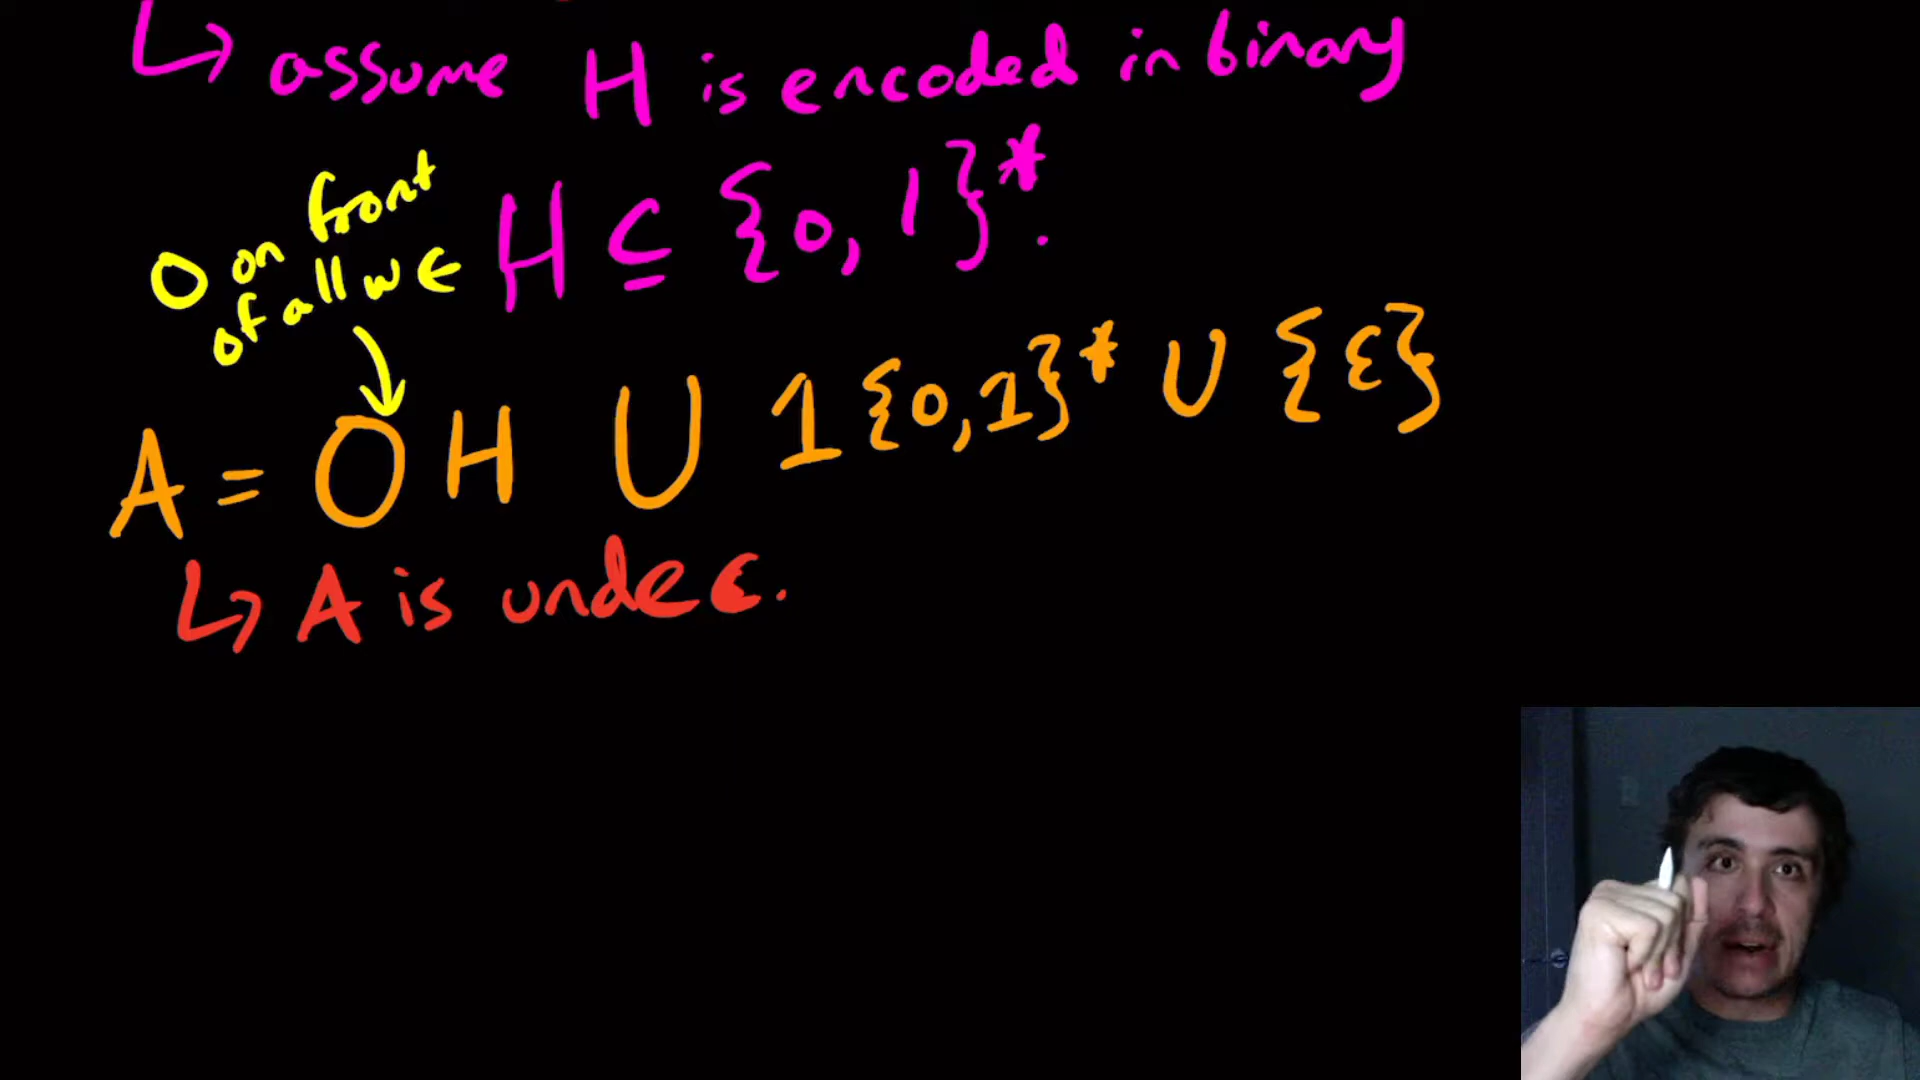 ↳ assume H is encoded in binary
H ⊆ {0, 1}*.
0 on front
of all w ∈
A = 0H ∪ 1{0,1}* ∪ {ε}
↳ A is undec.